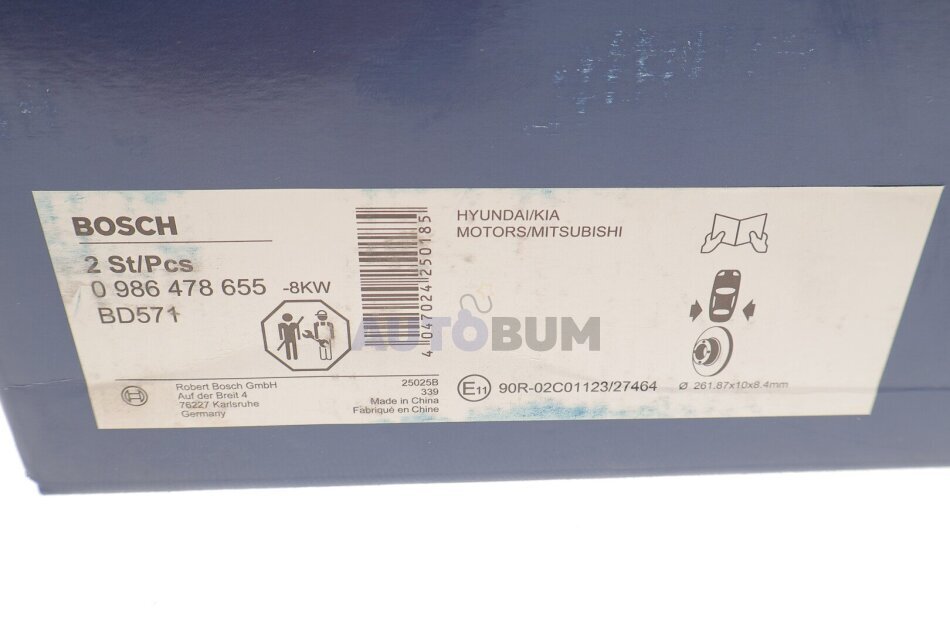 BOSCH
2 St/Pcs
0 986 478 655 -8KW
BD571
4 047024 250185
HYUNDAI/KIA
MOTORS/MITSUBISHI
AUTOBUM
Robert Bosch GmbH
Auf der Breit 4
76227 Karlsruhe
Germany
25025B
339
Made in China
Fabriqué en Chine
E11 90R-02C01123/27464
Ø 261.87x10x8.4mm